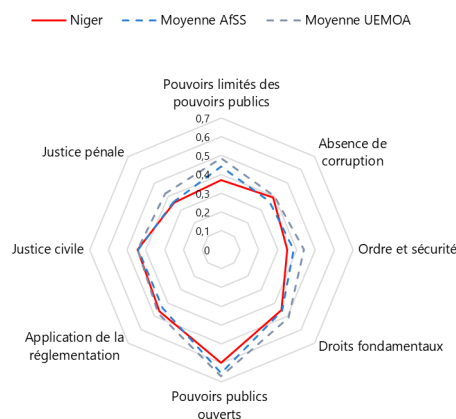 Niger Moyenne AfSS Moyenne UEMOA
Pouvoirs limités des
pouvoirs publics
Absence de
corruption
Ordre et sécurité
Droits fondamentaux
Pouvoirs publics
ouverts
Application de la
réglementation
Justice civile
Justice pénale
0,7
0,6
0,5
0,4
0,3
0,2
0,1
0